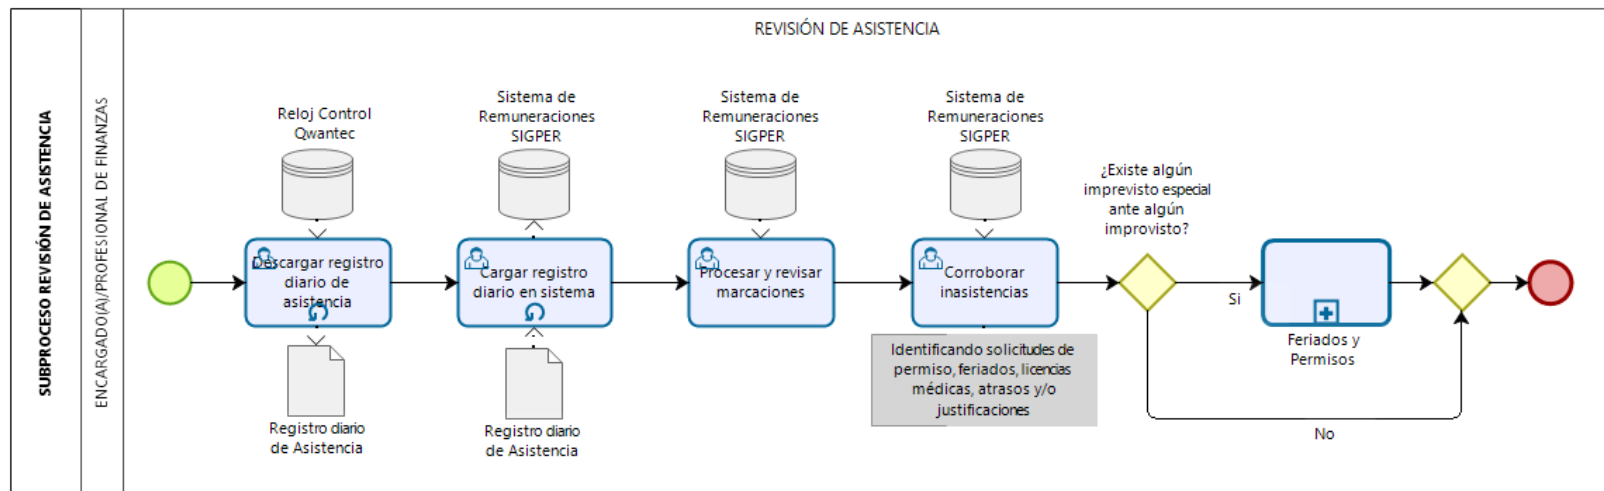 REVISIÓN DE ASISTENCIA
SUBPROCESO REVISIÓN DE ASISTENCIA
ENCARGADO(A)/PROFESIONAL DE FINANZAS
Reloj Control
Qwantec
Descargar registro
diario de
asistencia
Registro diario
de Asistencia
Sistema de
Remuneraciones
SIGPER
Cargar registro
diario en sistema
Registro diario
de Asistencia
Sistema de
Remuneraciones
SIGPER
Procesar y revisar
marcaciones
Sistema de
Remuneraciones
SIGPER
Corroborar
inasistencias
Identificando solicitudes de
permiso, feriados, licencias
médicas, atrasos y/o
justificaciones
¿Existe algún
imprevisto especial
ante algún
improvisto?
Si
Feriados y
Permisos
No